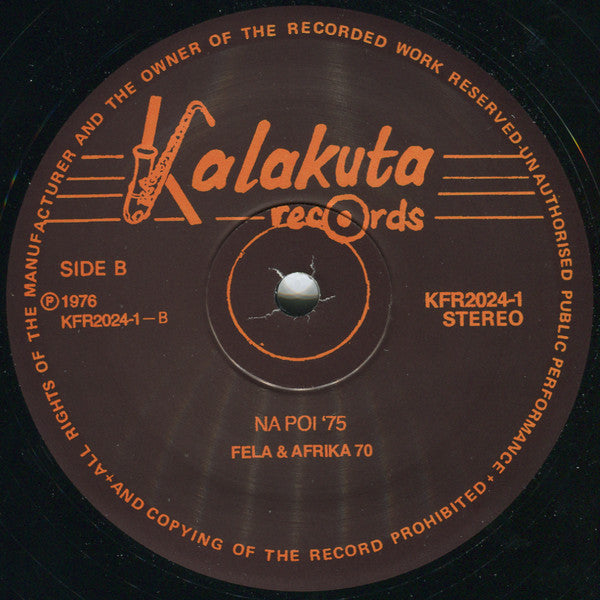 + ALL RIGHTS OF THE MANUFACTURER AND THE OWNER OF THE RECORDED WORK RESERVED·UNAUTHORISED PUBLIC PERFORMANCE +
Kalakuta
records
SIDE B
Ⓟ 1976
KFR2024-1 — B
KFR2024-1
STEREO
NA POI '75
FELA & AFRIKA 70
+ AND COPYING OF THE RECORD PROHIBITED +